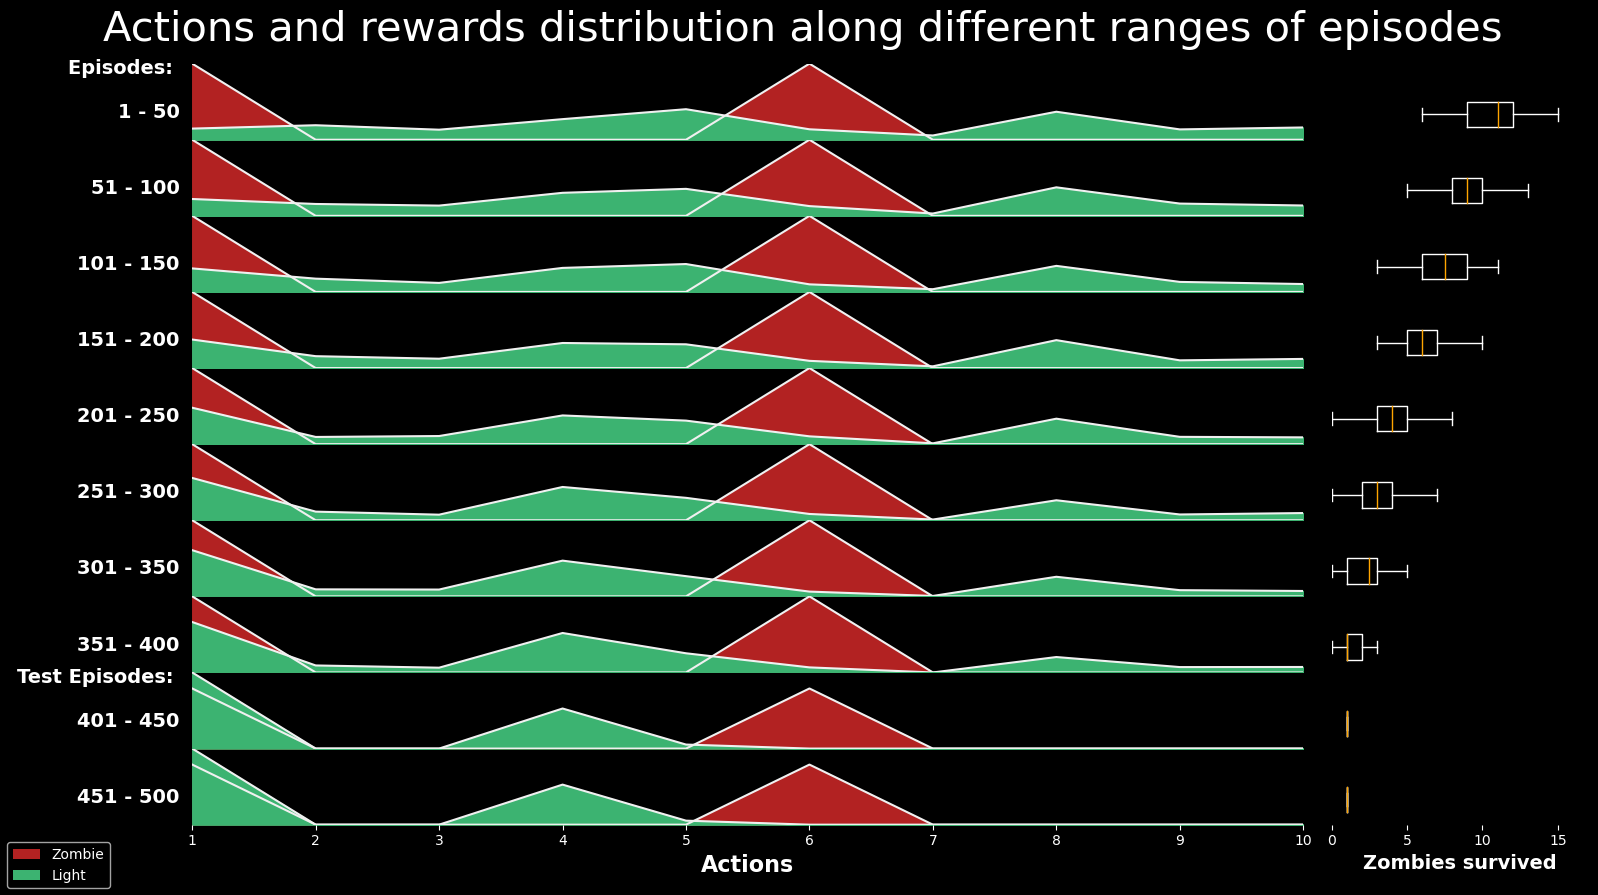 Actions and rewards distribution along different ranges of episodes
Episodes:
1 - 50
51 - 100
101 - 150
151 - 200
201 - 250
251 - 300
301 - 350
351 - 400
Test Episodes:
401 - 450
451 - 500
1 2 3 4 5 6 7 8 9 10
0 5 10 15
Actions
Zombies survived
Zombie
Light